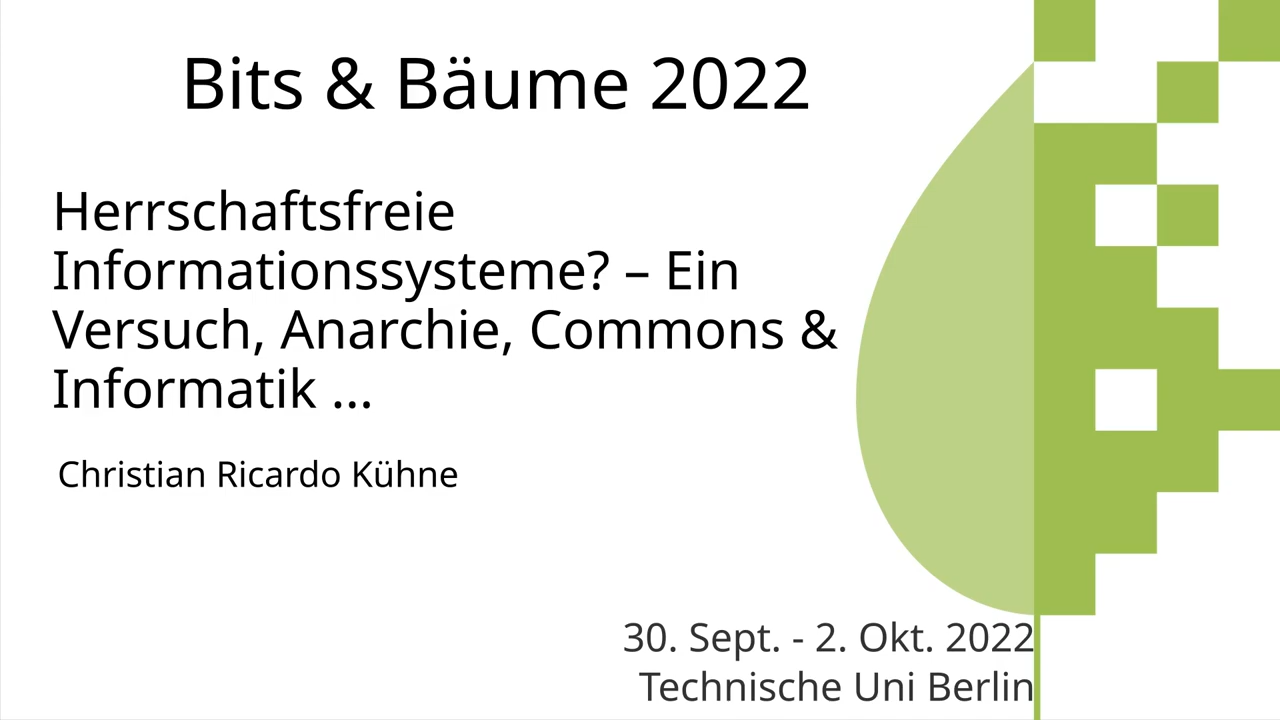 Bits & Bäume 2022
Herrschaftsfreie
Informationssysteme? – Ein
Versuch, Anarchie, Commons &
Informatik ...
Christian Ricardo Kühne
30. Sept. - 2. Okt. 2022
Technische Uni Berlin